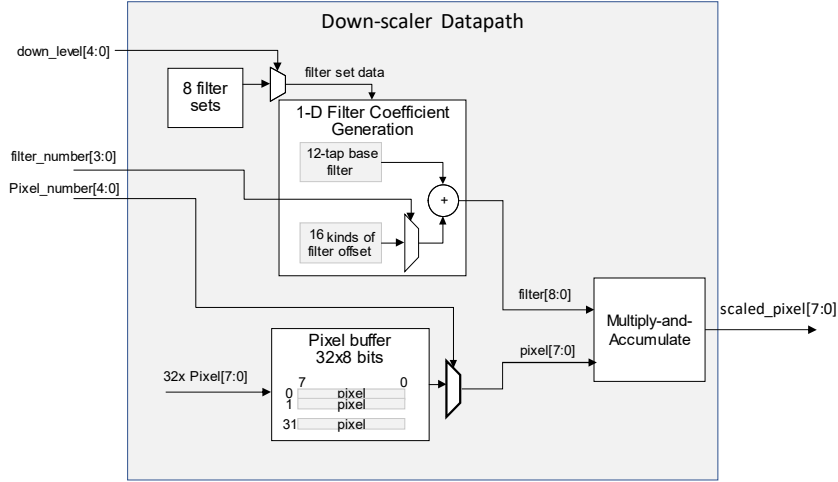 Down-scaler Datapath
down_level[4:0]
8 filter
sets
filter set data
1-D Filter Coefficient
Generation
12-tap base
filter
filter_number[3:0]
Pixel_number[4:0]
+
16 kinds of
filter offset
filter[8:0]
Multiply-and-
Accumulate
scaled_pixel[7:0]
Pixel buffer
32x8 bits
pixel[7:0]
32x Pixel[7:0]
7 0
0 pixel
1 pixel
31 pixel